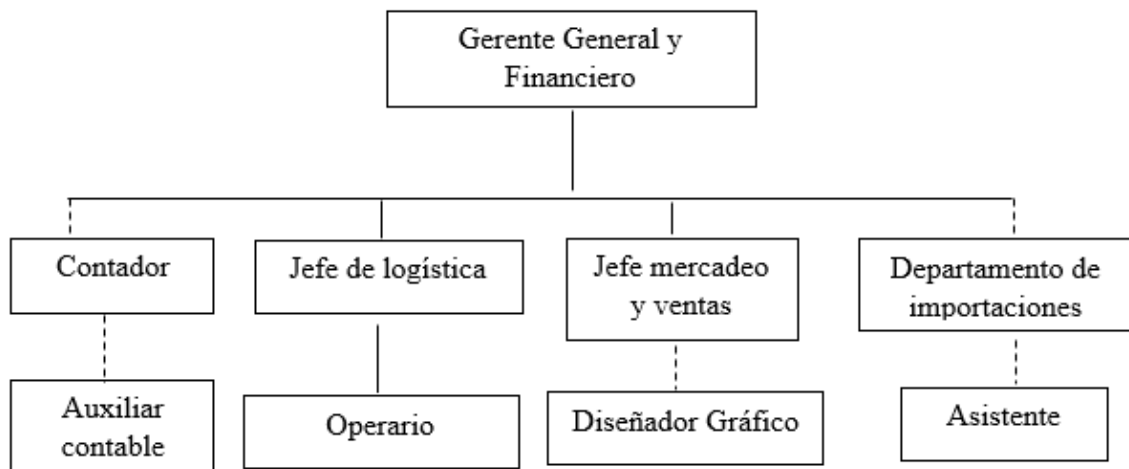 Gerente General y
Financiero
Contador
Jefe de logística
Jefe mercadeo
y ventas
Departamento de
importaciones
Auxiliar
contable
Operario
Diseñador Gráfico
Asistente